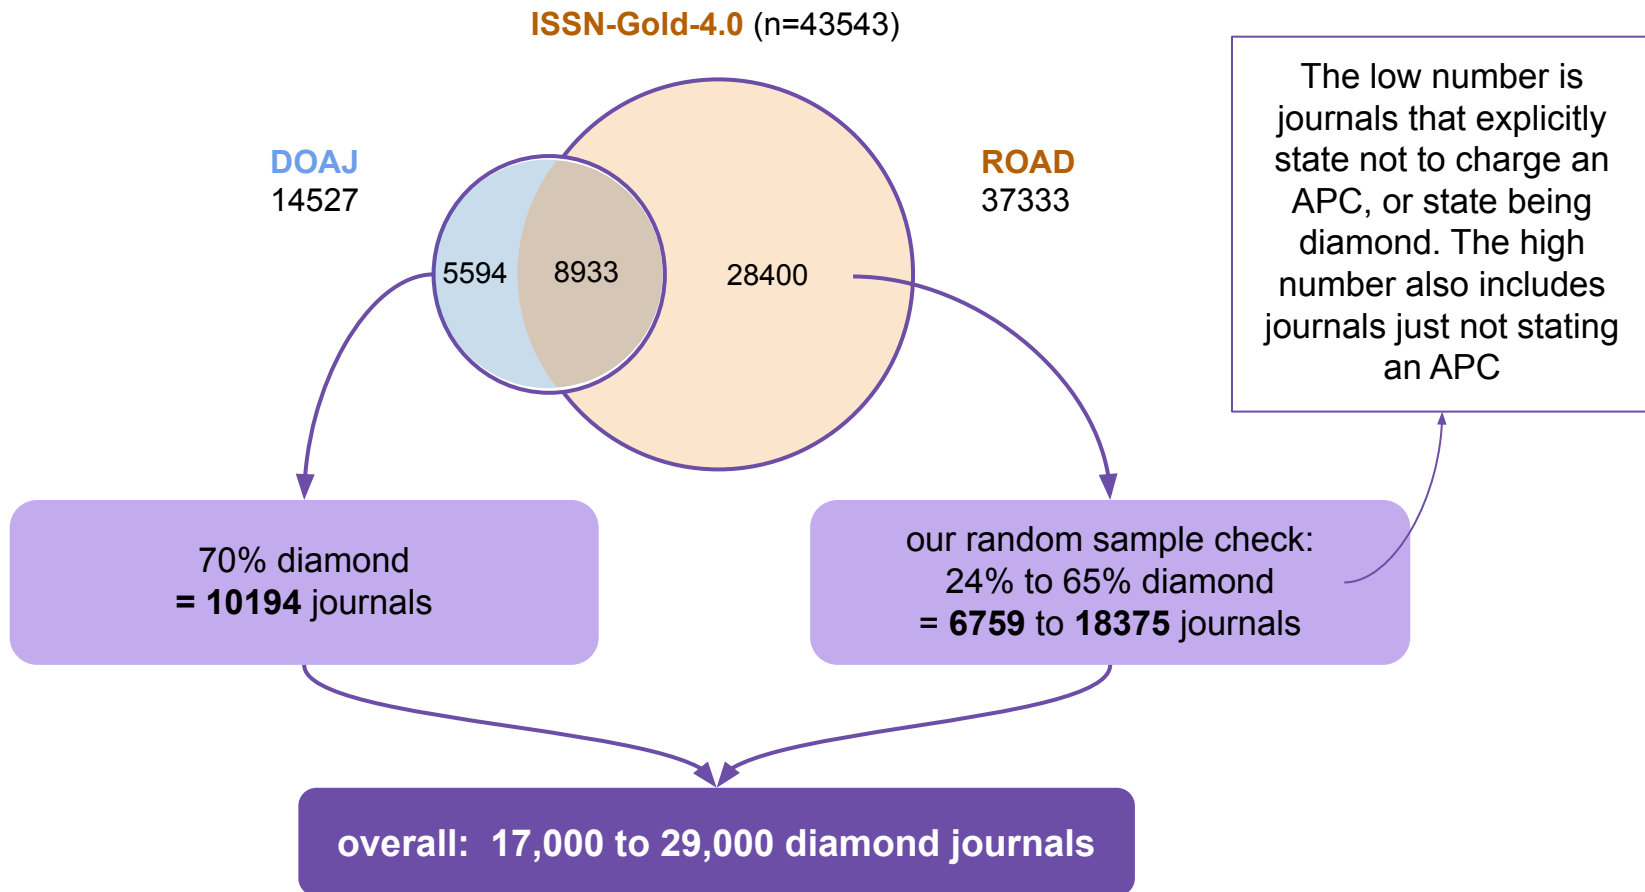 ISSN-Gold-4.0 (n=43543)
DOAJ
14527
ROAD
37333
5594
8933
28400
The low number is
journals that explicitly
state not to charge an
APC, or state being
diamond. The high
number also includes
journals just not stating
an APC
70% diamond
= 10194 journals
our random sample check:
24% to 65% diamond
= 6759 to 18375 journals
overall: 17,000 to 29,000 diamond journals